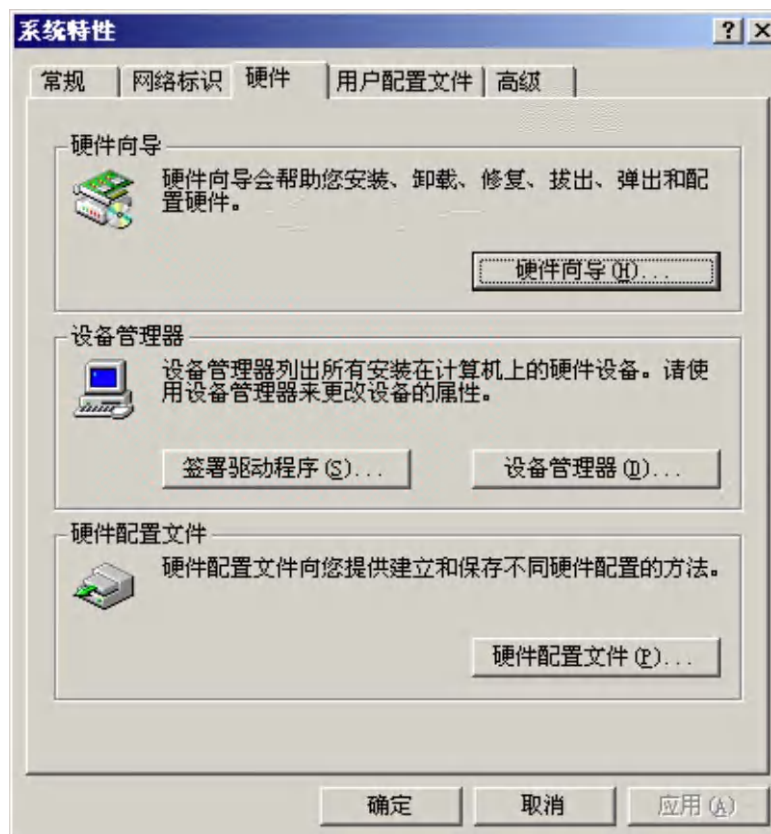 系统特性
常规 网络标识 硬件 用户配置文件 高级
硬件向导
硬件向导会帮助您安装、卸载、修复、拔出、弹出和配
置硬件。
硬件向导(H)...
设备管理器
设备管理器列出所有安装在计算机上的硬件设备。请使
用设备管理器来更改设备的属性。
签署驱动程序(S)... 设备管理器(D)...
硬件配置文件
硬件配置文件向您提供建立和保存不同硬件配置的方法。
硬件配置文件(P)...
确定 取消 应用(A)